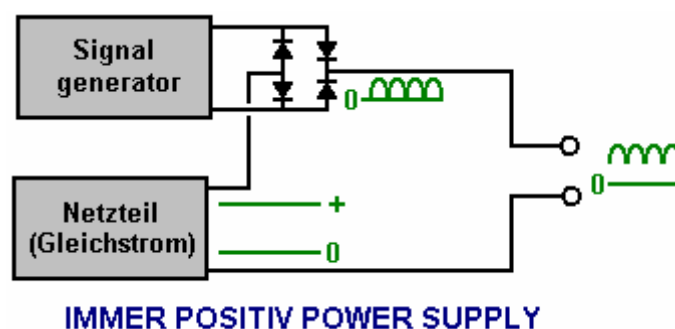 Signal
generator
0
0
Netzteil
(Gleichstrom)
+
0
IMMER POSITIV POWER SUPPLY